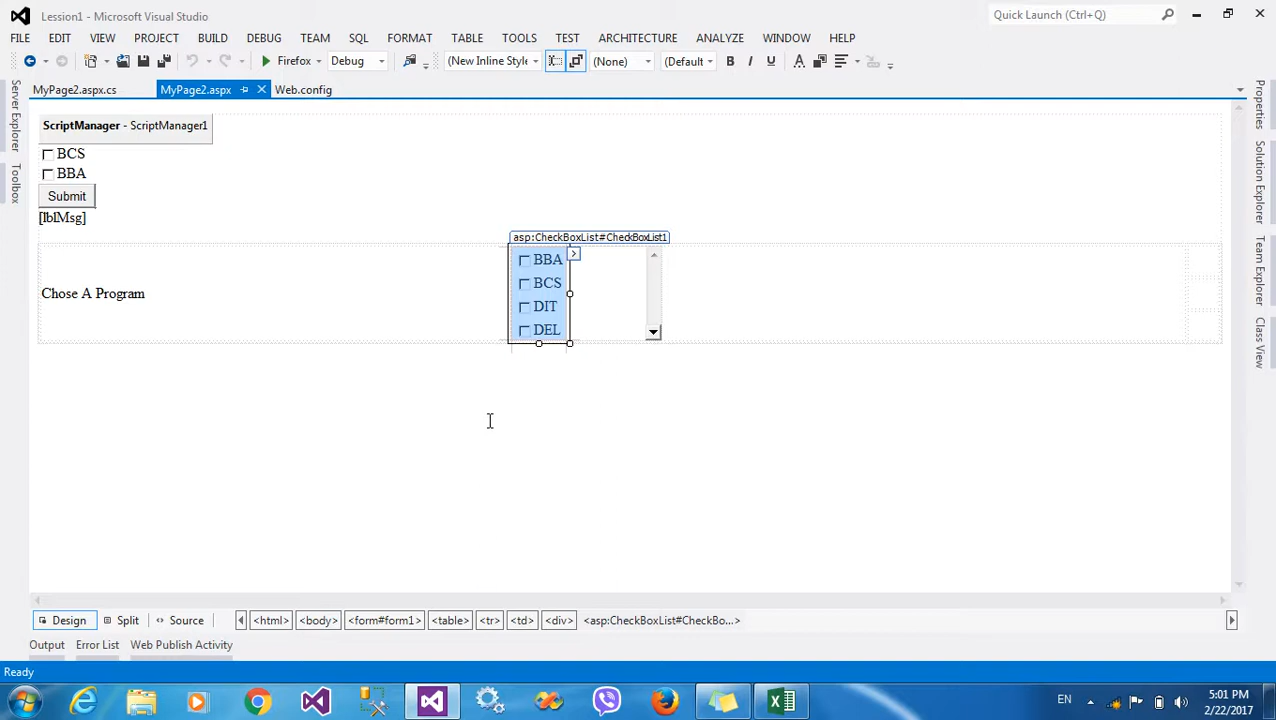 Lession1 - Microsoft Visual Studio
Quick Launch (Ctrl+Q)
FILE EDIT VIEW PROJECT BUILD DEBUG TEAM SQL FORMAT TABLE TOOLS TEST ARCHITECTURE ANALYZE WINDOW HELP
Firefox Debug (New Inline Style (None) (Default B I U A
MyPage2.aspx.cs MyPage2.aspx Web.config
Server Explorer
Toolbox
Properties
Solution Explorer
Team Explorer
Class View
ScriptManager - ScriptManager1
BCS
BBA
Submit
[lblMsg]
asp:CheckBoxList#CheckBoxList1
BBA
BCS
Chose A Program
DIT
DEL
Design Split Source <html> <body> <form#form1> <table> <tr> <td> <div> <asp:CheckBoxList#CheckBo...>
Output Error List Web Publish Activity
Ready
EN
5:01 PM
2/22/2017